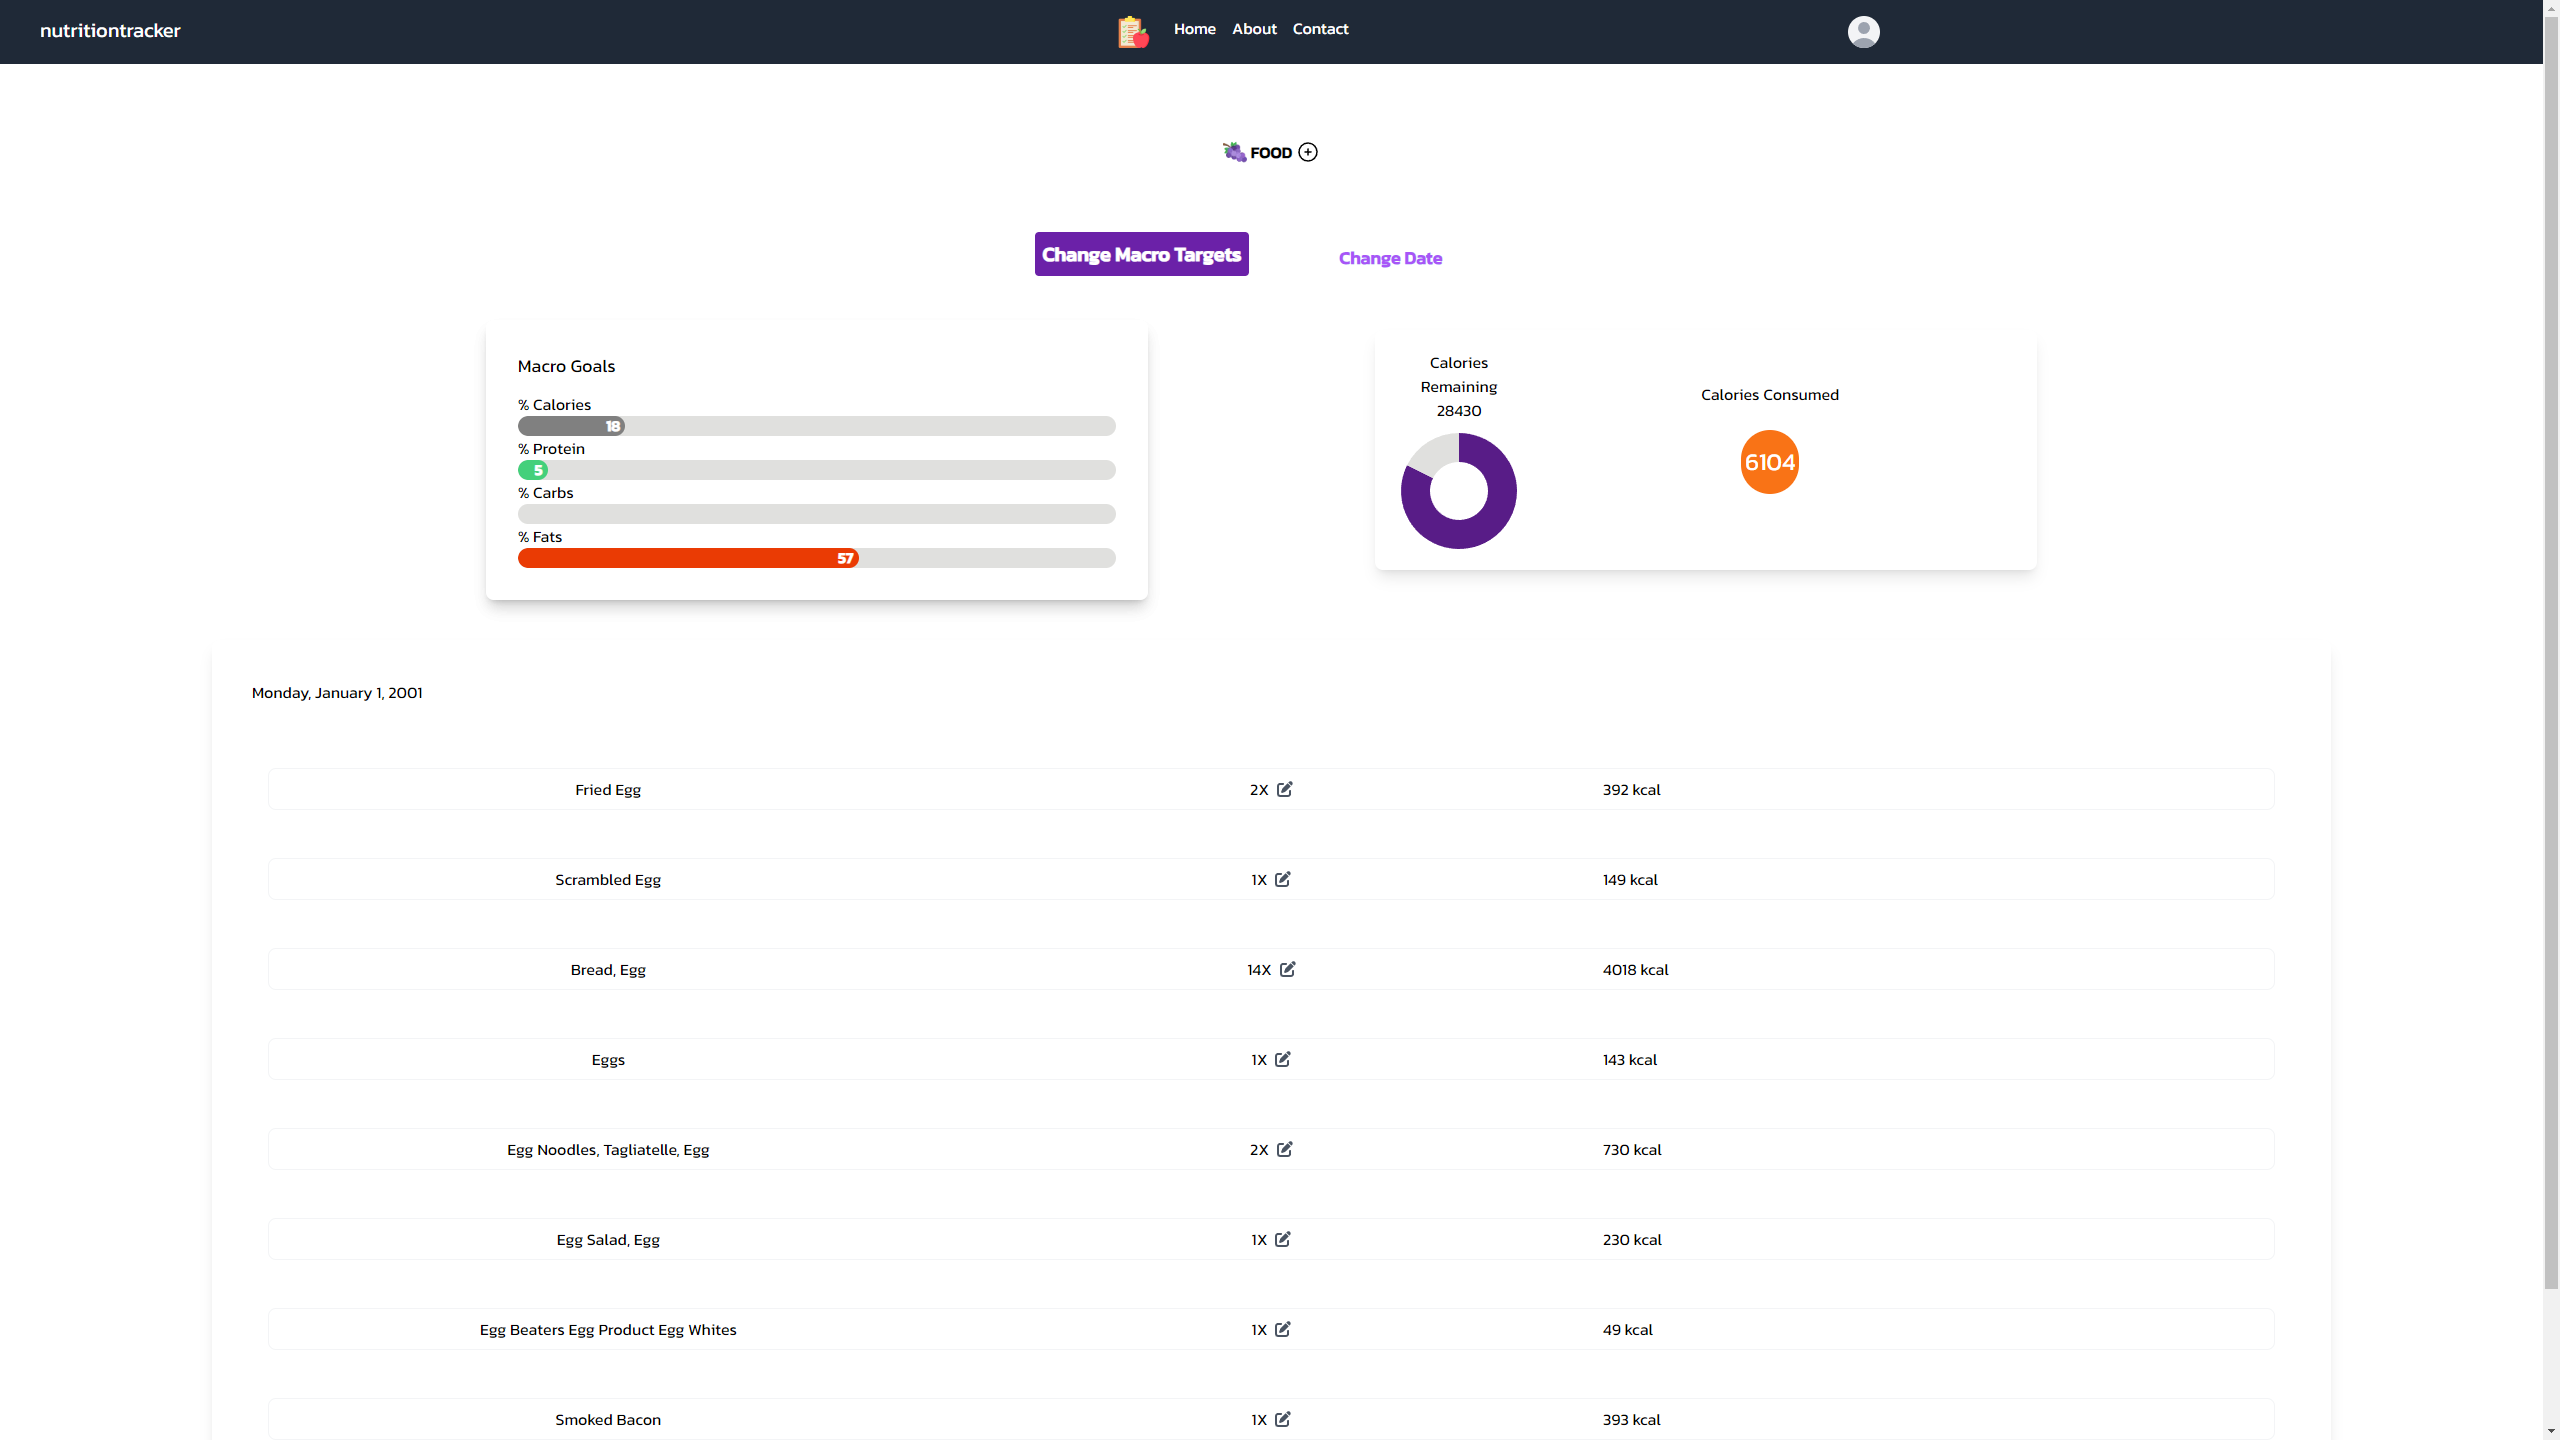 nutritiontracker
Home About Contact
FOOD
Change Macro Targets
Change Date
Macro Goals
% Calories
18
% Protein
5
% Carbs
% Fats
57
Calories
Remaining
28430
Calories Consumed
6104
Monday, January 1, 2001
Fried Egg 2X 392 kcal
Scrambled Egg 1X 149 kcal
Bread, Egg 14X 4018 kcal
Eggs 1X 143 kcal
Egg Noodles, Tagliatelle, Egg 2X 730 kcal
Egg Salad, Egg 1X 230 kcal
Egg Beaters Egg Product Egg Whites 1X 49 kcal
Smoked Bacon 1X 393 kcal